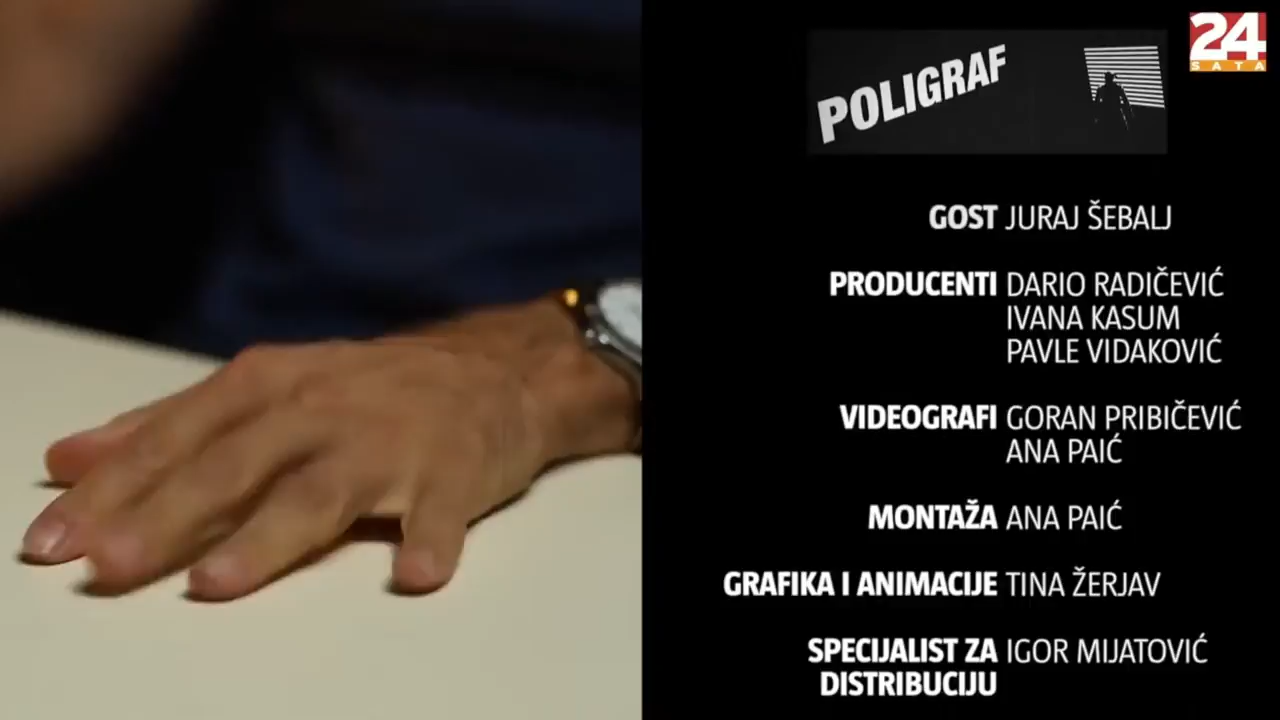 24
SATA
POLIGRAF
GOST JURAJ ŠEBALJ
PRODUCENTI DARIO RADIČEVIĆ
IVANA KASUM
PAVLE VIDAKOVIĆ
VIDEOGRAFI GORAN PRIBIČEVIĆ
ANA PAIĆ
MONTAŽA ANA PAIĆ
GRAFIKA I ANIMACIJE TINA ŽERJAV
SPECIJALIST ZA IGOR MIJATOVIĆ
DISTRIBUCIJU